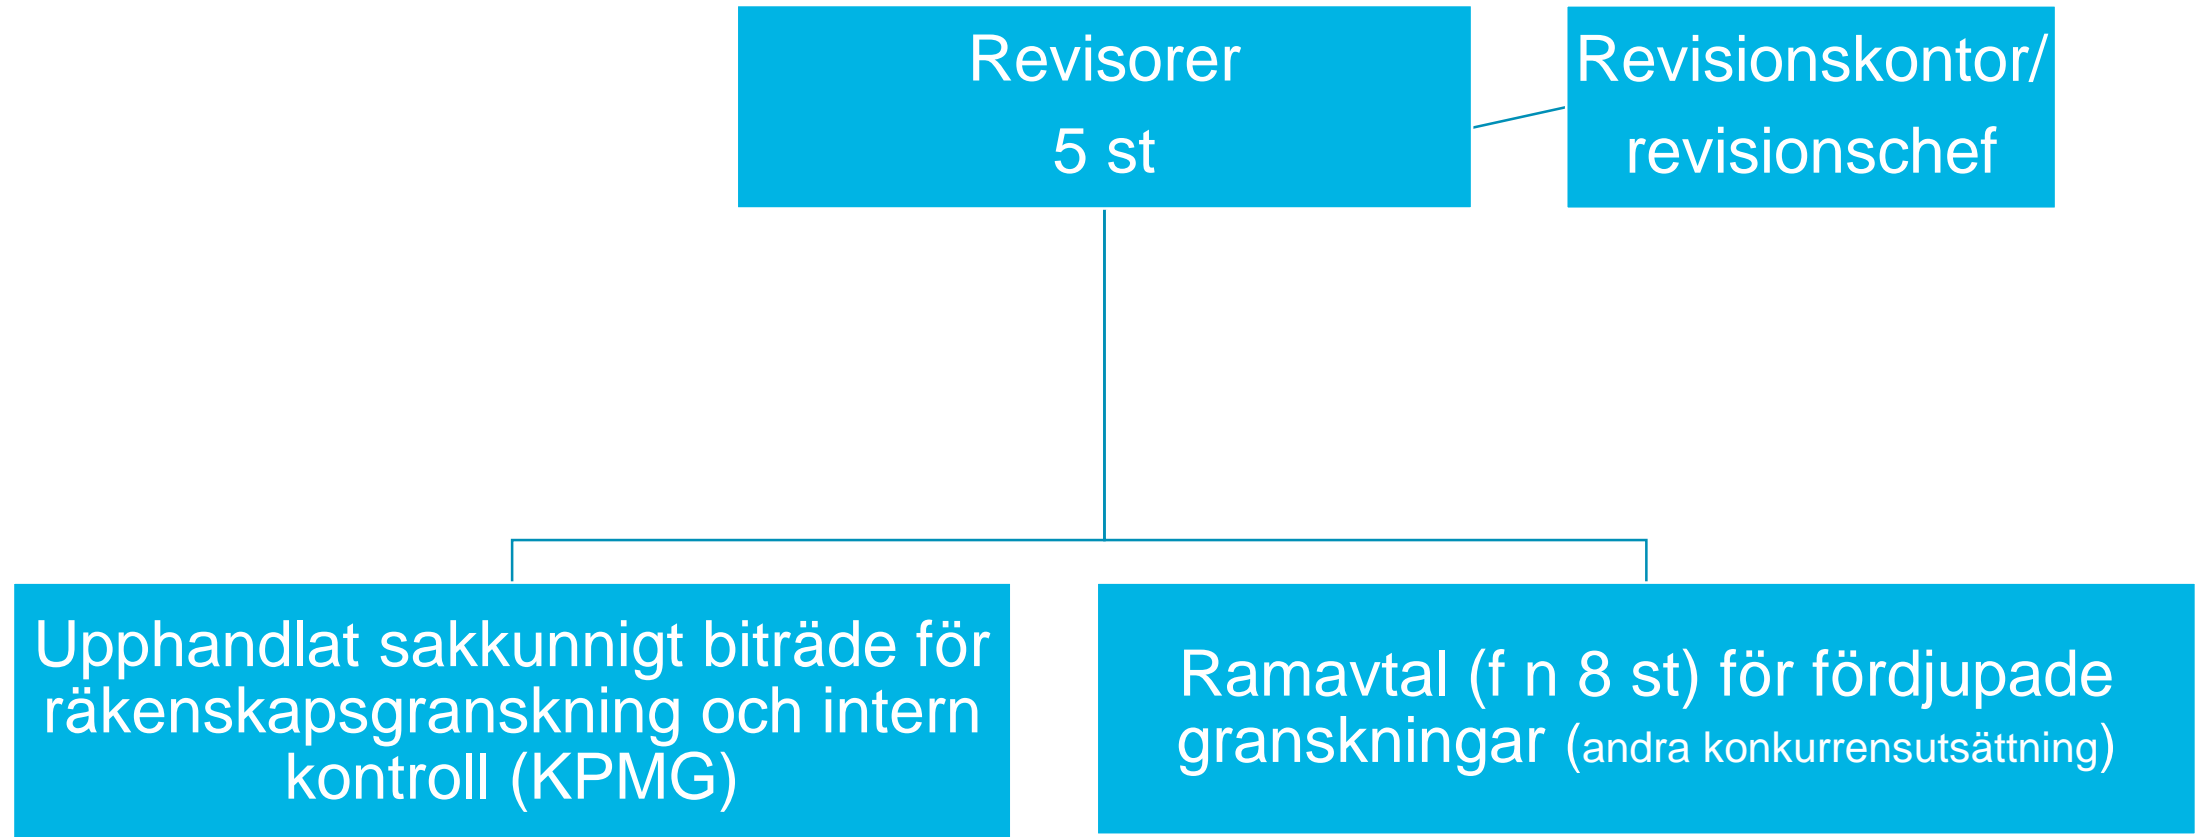 Revisorer
5 st
Revisionskontor/
revisionschef
Upphandlat sakkunnigt biträde för
räkenskapsgranskning och intern
kontroll (KPMG)
Ramavtal (f n 8 st) för fördjupade
granskningar (andra konkurrensutsättning)